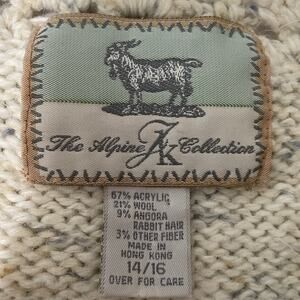 The Alpine JK Collection
67% ACRYLIC
21% WOOL
9% ANGORA
RABBIT HAIR
3% OTHER FIBER
MADE IN
HONG KONG
14/16
OVER FOR CARE